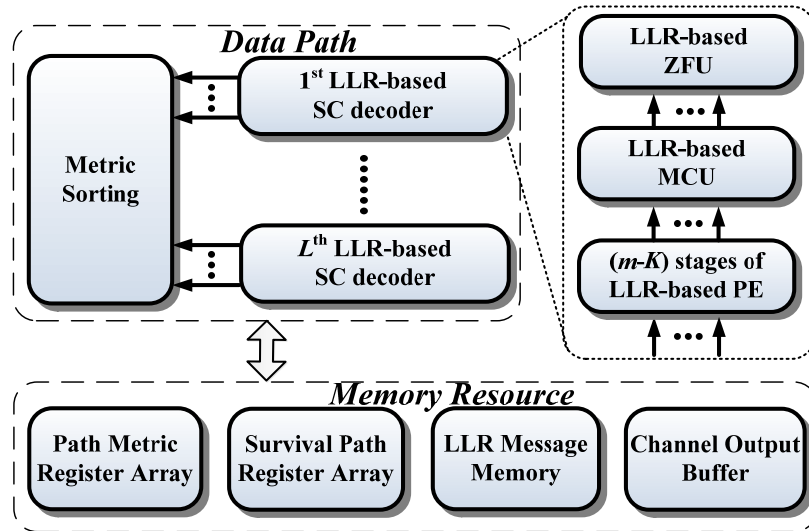 Data Path
Metric
Sorting
1st LLR-based
SC decoder
Lth LLR-based
SC decoder
LLR-based
ZFU
LLR-based
MCU
(m-K) stages of
LLR-based PE
Memory Resource
Path Metric
Register Array
Survival Path
Register Array
LLR Message
Memory
Channel Output
Buffer